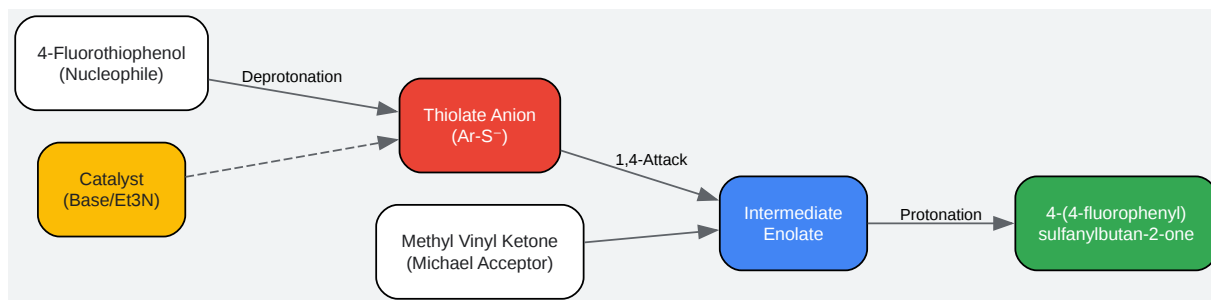 4-Fluorothiophenol
(Nucleophile)
Deprotonation
Catalyst
(Base/Et3N)
Thiolate Anion
(Ar-S⁻)
1,4-Attack
Methyl Vinyl Ketone
(Michael Acceptor)
Intermediate
Enolate
Protonation
4-(4-fluorophenyl)
sulfanylbutan-2-one